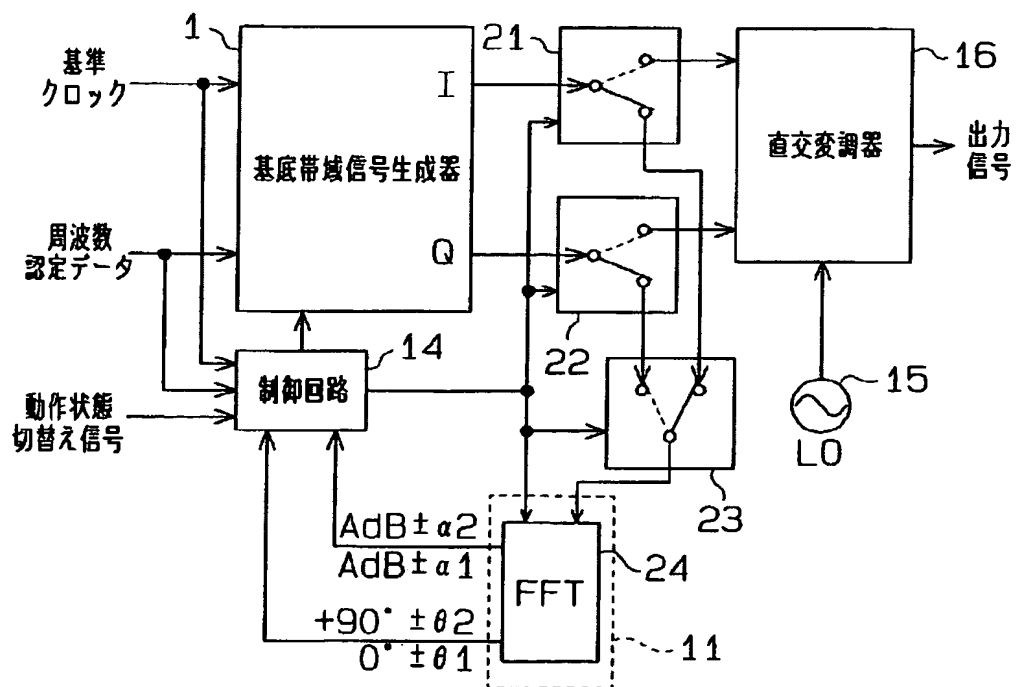 1
21
16
基準
クロック
I
基底帯域信号生成器
直交変調器
出力
信号
周波数
認定データ
Q
22
14
制御回路
15
LO
動作状態
切替え信号
23
AdB±α2
AdB±α1
24
FFT
+90°±θ2
0°±θ1
11